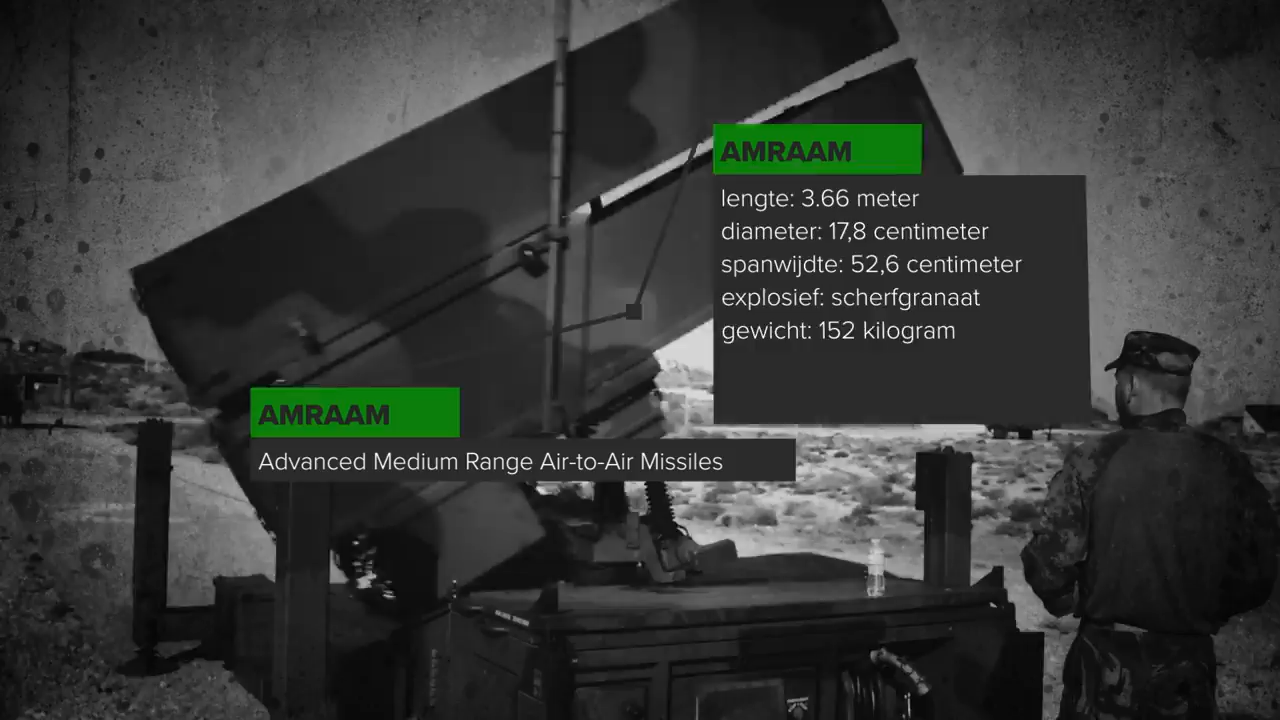 AMRAAM
lengte: 3.66 meter
diameter: 17,8 centimeter
spanwijdte: 52,6 centimeter
explosief: scherfgranaat
gewicht: 152 kilogram
AMRAAM
Advanced Medium Range Air-to-Air Missiles